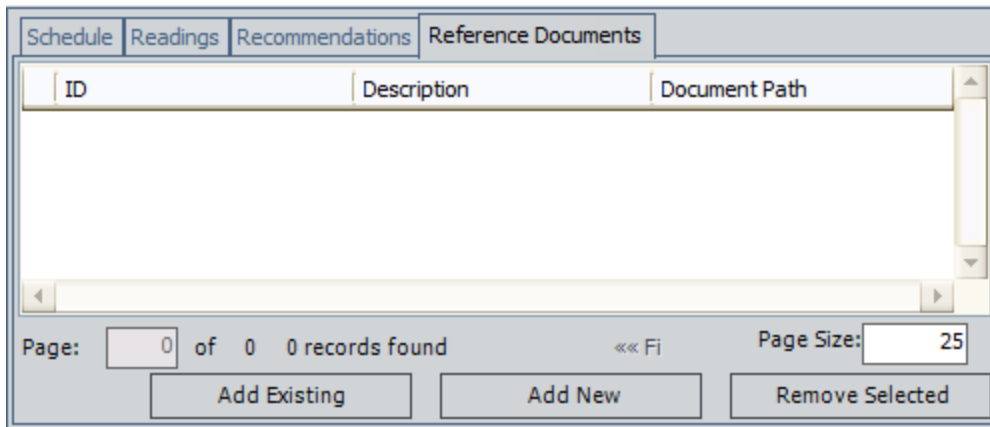 Schedule Readings Recommendations Reference Documents
ID Description Document Path
Page: 0 of 0 0 records found «« Fi Page Size: 25
Add Existing Add New Remove Selected